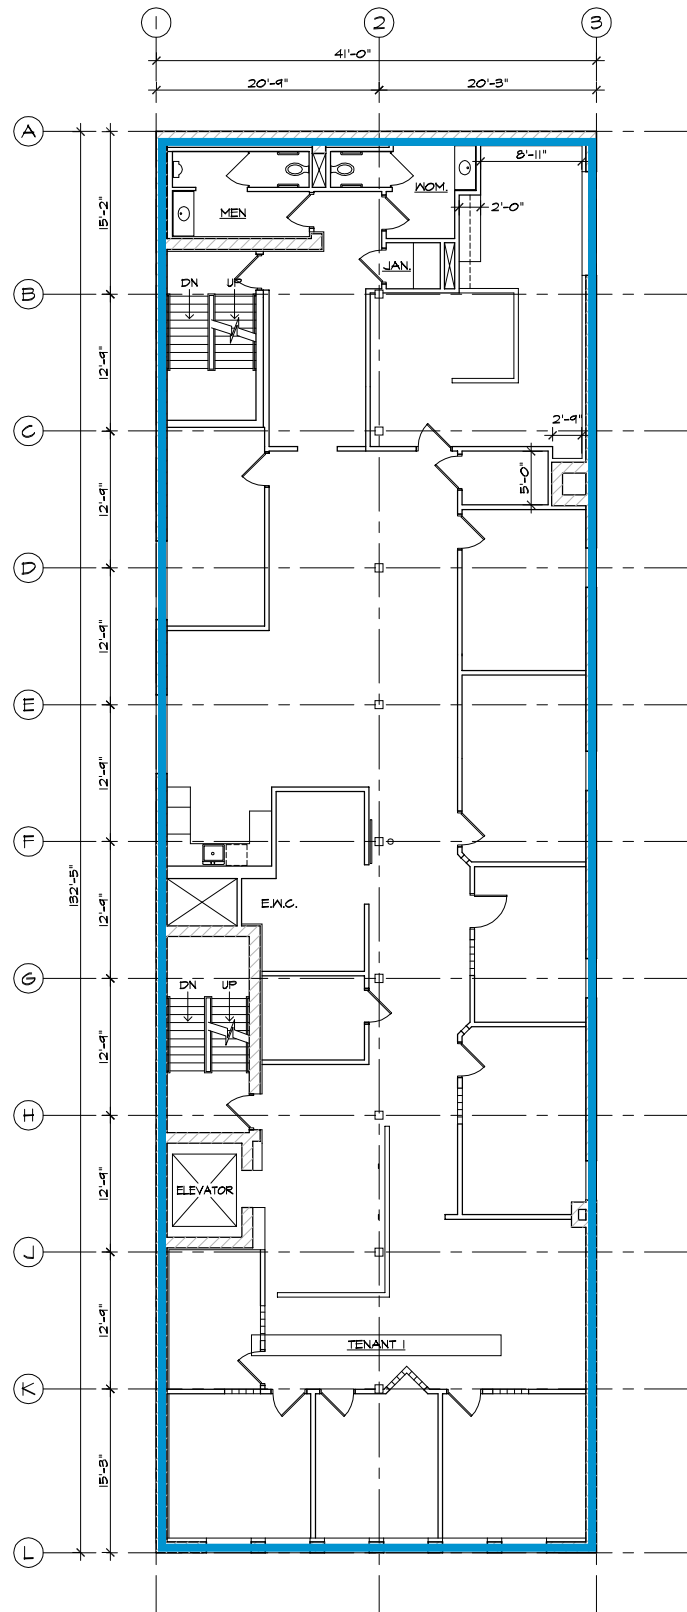 1
2
3
41'-0"
20'-9"
20'-3"
A
8'-11"
15'-2"
WOM.
MEN
2'-0"
JAN.
DN
UP
B
12'-9"
2'-9"
C
5'-0"
12'-9"
D
12'-9"
E
12'-9"
F
132'-5"
12'-9"
E.W.C.
G
DN
UP
12'-9"
H
12'-9"
ELEVATOR
J
12'-9"
TENANT 1
K
15'-3"
L